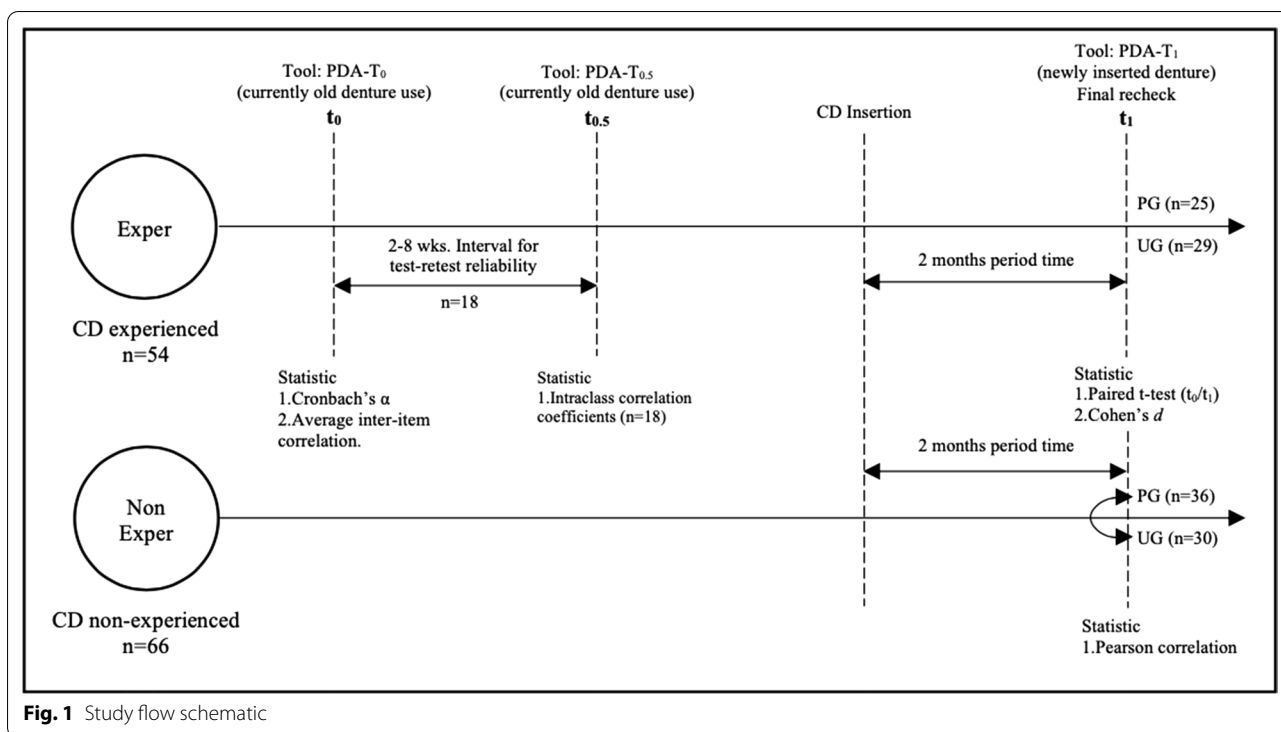 Tool: PDA-T₀
(currently old denture use)
t₀
Tool: PDA-T₀.₅
(currently old denture use)
t₀.₅
CD Insertion
Tool: PDA-T₁
(newly inserted denture)
Final recheck
t₁
Exper
CD experienced
n=54
2-8 wks. Interval for
test-retest reliability
n=18
PG (n=25)
UG (n=29)
2 months period time
Statistic
1.Cronbach’s α
2.Average inter-item
correlation.
Statistic
1.Intraclass correlation
coefficients (n=18)
Statistic
1.Paired t-test (t₀/t₁)
2.Cohen’s d
2 months period time
Non
Exper
CD non-experienced
n=66
PG (n=36)
UG (n=30)
Statistic
1.Pearson correlation
Fig. 1 Study flow schematic